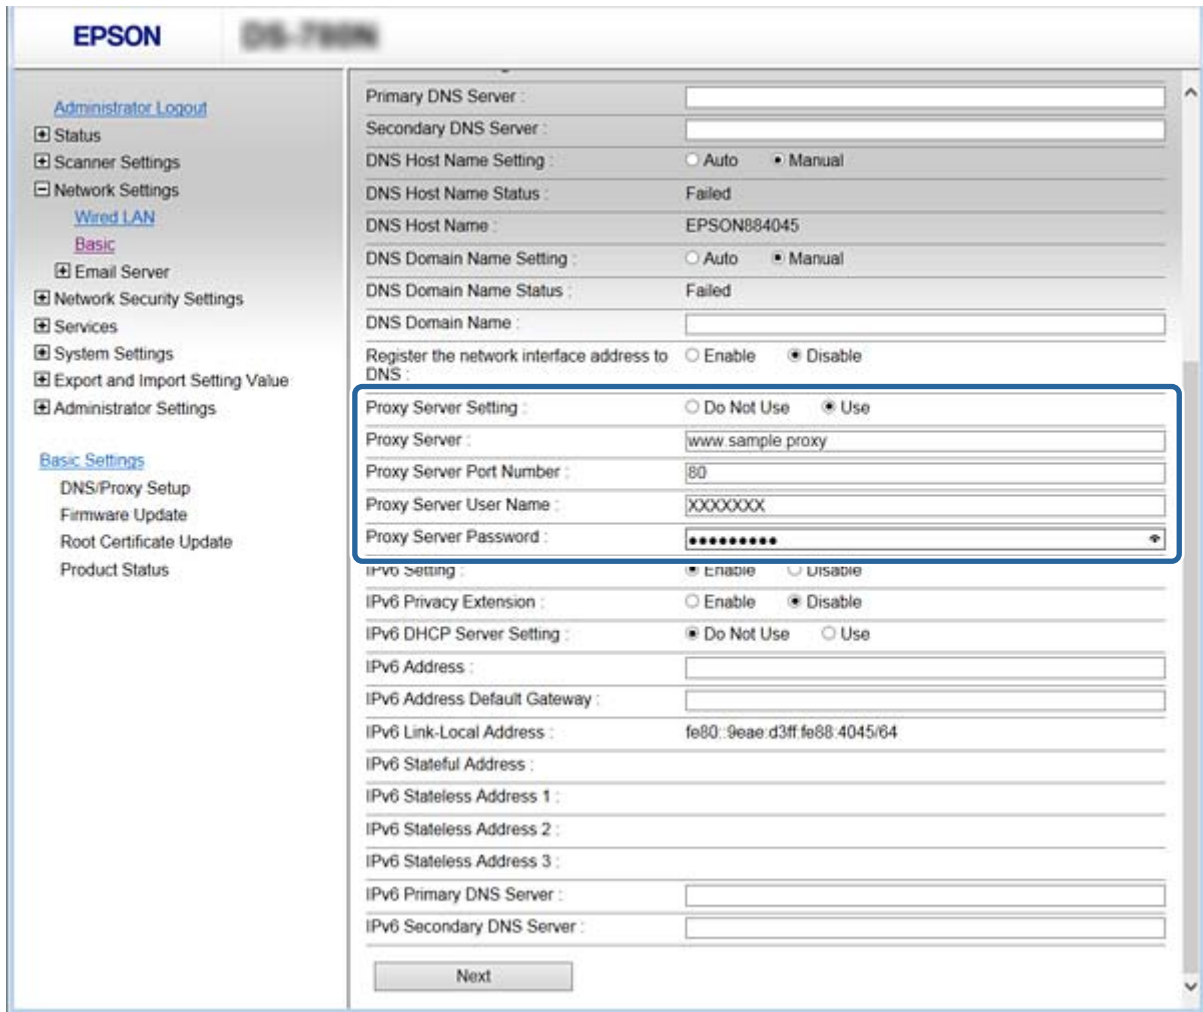 EPSON
Administrator Logout
Status
Scanner Settings
Network Settings
Wired LAN
Basic
Email Server
Network Security Settings
Services
System Settings
Export and Import Setting Value
Administrator Settings
Basic Settings
DNS/Proxy Setup
Firmware Update
Root Certificate Update
Product Status
Primary DNS Server :
Secondary DNS Server :
DNS Host Name Setting : Auto Manual
DNS Host Name Status : Failed
DNS Host Name : EPSON884045
DNS Domain Name Setting : Auto Manual
DNS Domain Name Status : Failed
DNS Domain Name :
Register the network interface address to Enable Disable
DNS :
Proxy Server Setting : Do Not Use Use
Proxy Server : www.sample.proxy
Proxy Server Port Number : 80
Proxy Server User Name : XXXXXXX
Proxy Server Password : •••••••••
IPv6 Setting : Enable Disable
IPv6 Privacy Extension : Enable Disable
IPv6 DHCP Server Setting : Do Not Use Use
IPv6 Address :
IPv6 Address Default Gateway :
IPv6 Link-Local Address : fe80::9eae:d3ff:fe88:4045/64
IPv6 Stateful Address :
IPv6 Stateless Address 1 :
IPv6 Stateless Address 2 :
IPv6 Stateless Address 3 :
IPv6 Primary DNS Server :
IPv6 Secondary DNS Server :
Next